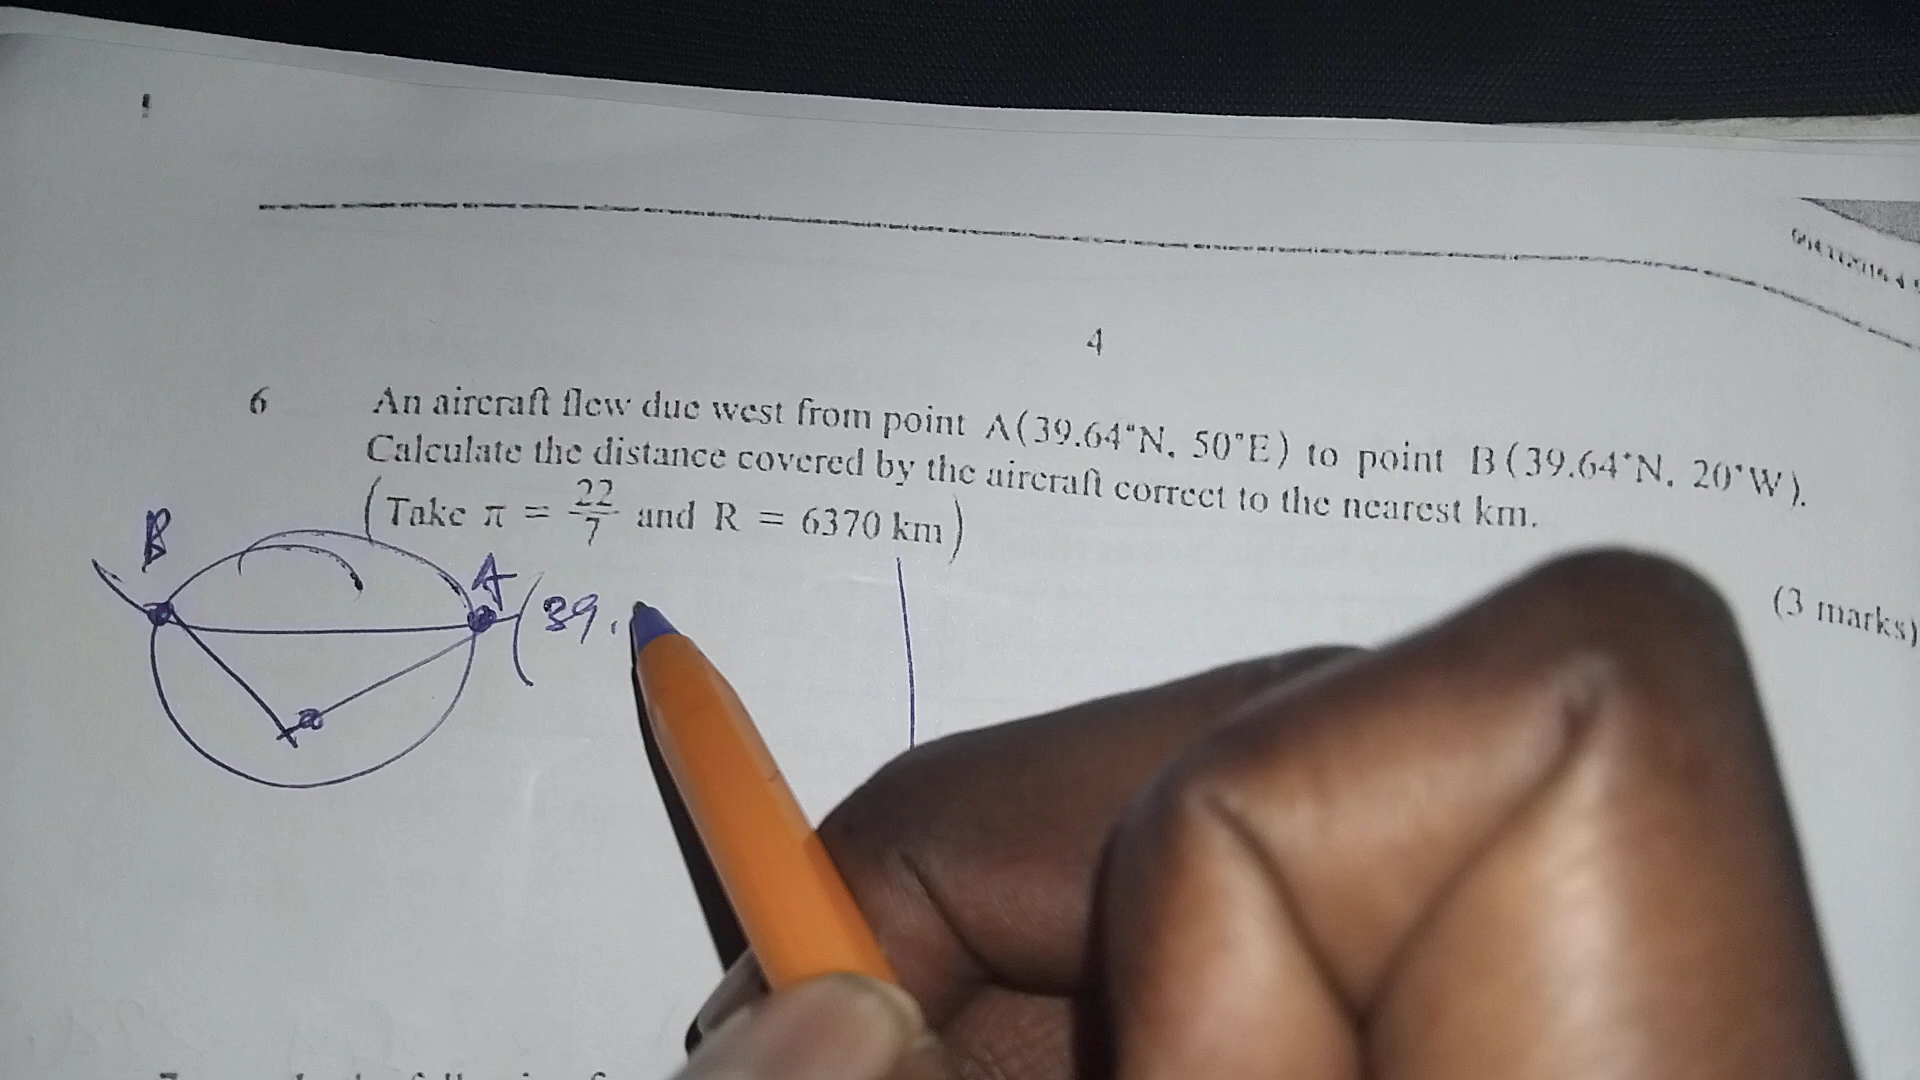 4
6 An aircraft flew due west from point A(39.64°N, 50°E) to point B(39.64°N, 20°W).
Calculate the distance covered by the aircraft correct to the nearest km.
(Take π = 22/7 and R = 6370 km)
(3 marks)
B
A (39.